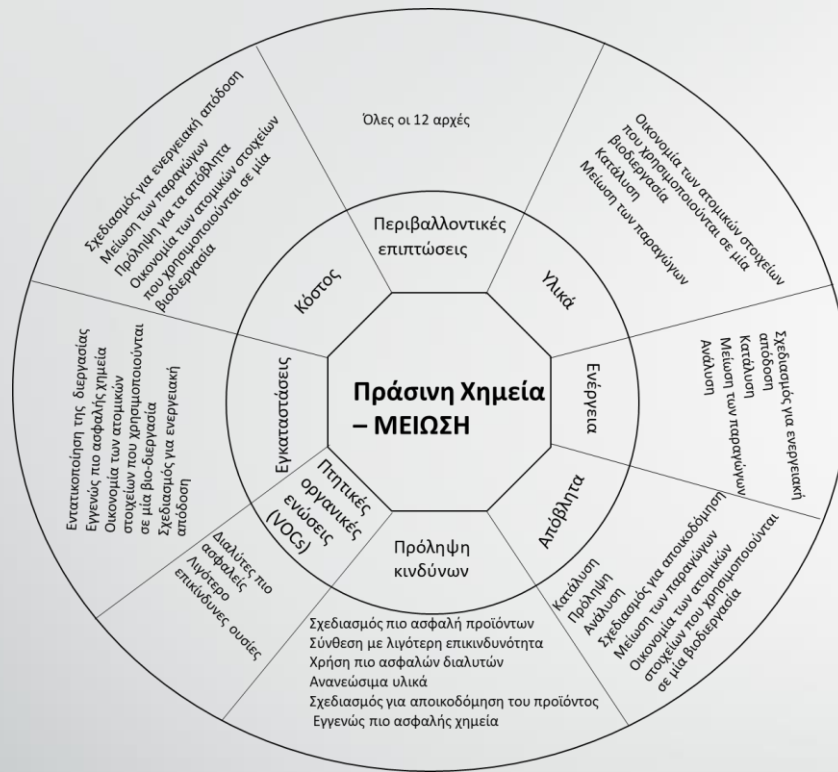 Πράσινη Χημεία
– ΜΕΙΩΣΗ
Περιβαλλοντικές
επιπτώσεις
Όλες οι 12 αρχές
Υλικά
Οικονομία των ατομικών στοιχείων
που χρησιμοποιούνται σε μία
βιοδιεργασία
Κατάλυση
Μείωση των παραγώγων
Ενέργεια
Σχεδιασμός για ενεργειακή
απόδοση
Κατάλυση
Μείωση των παραγώγων
Ανάλυση
Απόβλητα
Κατάλυση
Πρόληψη
Ανάλυση
Σχεδιασμός για αποικοδόμηση
Μείωση των παραγώγων
Οικονομία των ατομικών
στοιχείων που χρησιμοποιούνται
σε μία βιοδιεργασία
Πρόληψη
κινδύνων
Σχεδιασμός πιο ασφαλή προϊόντων
Σύνθεση με λιγότερη επικινδυνότητα
Χρήση πιο ασφαλών διαλυτών
Ανανεώσιμα υλικά
Σχεδιασμός για αποικοδόμηση του προϊόντος
Εγγενώς πιο ασφαλής χημεία
Πτητικές
οργανικές
ενώσεις
(VOCs)
Διαλύτες πιο
ασφαλείς
Λιγότερο
επικίνδυνες ουσίες
Εγκαταστάσεις
Εντατικοποίηση της διεργασίας
Εγγενώς πιο ασφαλής χημεία
Οικονομία των ατομικών
στοιχείων που χρησιμοποιούνται
σε μία βιο-διεργασία
Σχεδιασμός για ενεργειακή
απόδοση
Κόστος
Σχεδιασμός για ενεργειακή απόδοση
Μείωση των παραγώγων
Πρόληψη για τα απόβλητα
Οικονομία των ατομικών στοιχείων
που χρησιμοποιούνται σε μία
βιοδιεργασία